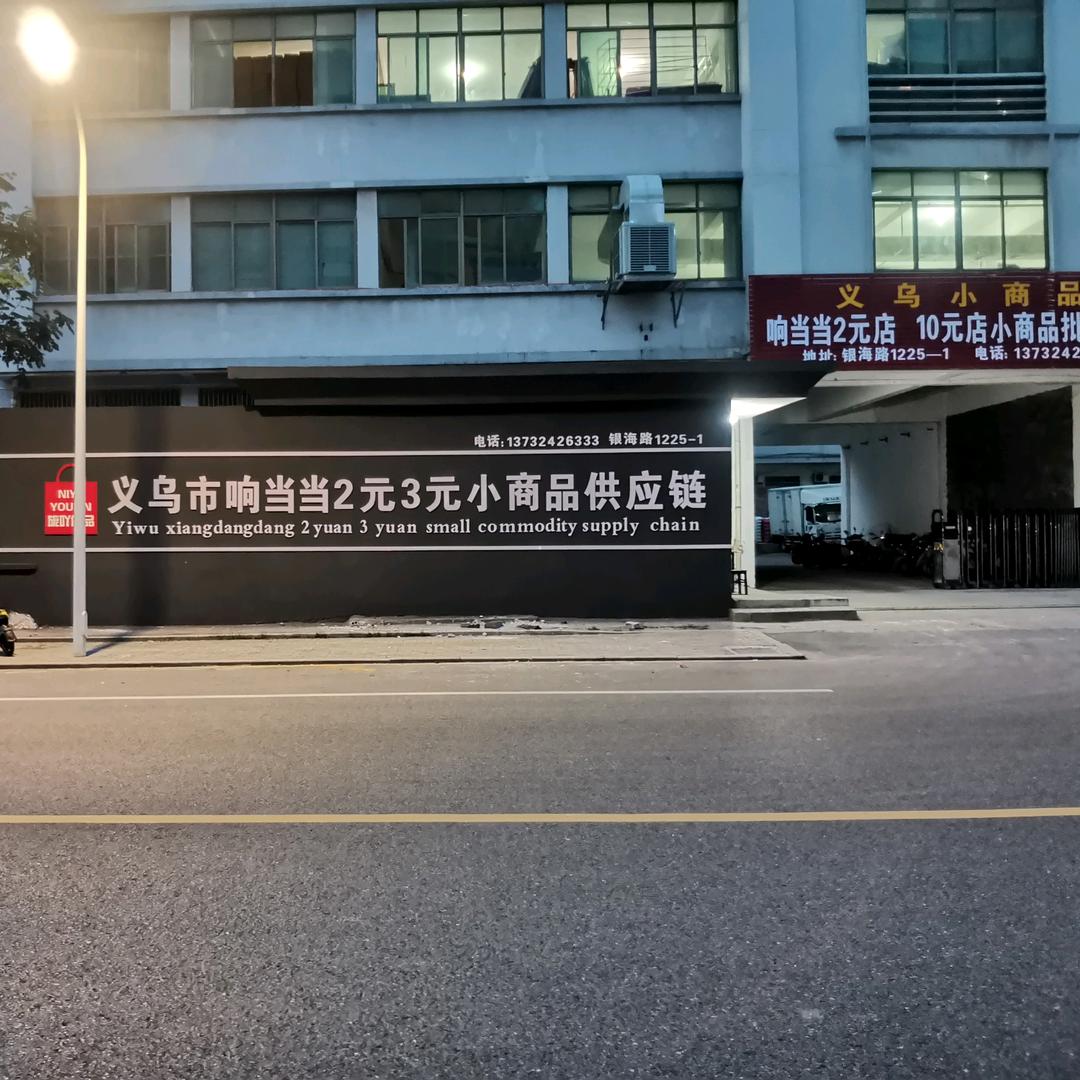 义乌小商品
响当当2元店 10元店小商品批
地址: 银海路1225—1 电话: 1373242
电话:13732426333 银海路1225-1
义乌市响当当2元3元小商品供应链
Yiwu xiangdangdang 2 yuan 3 yuan small commodity supply chain